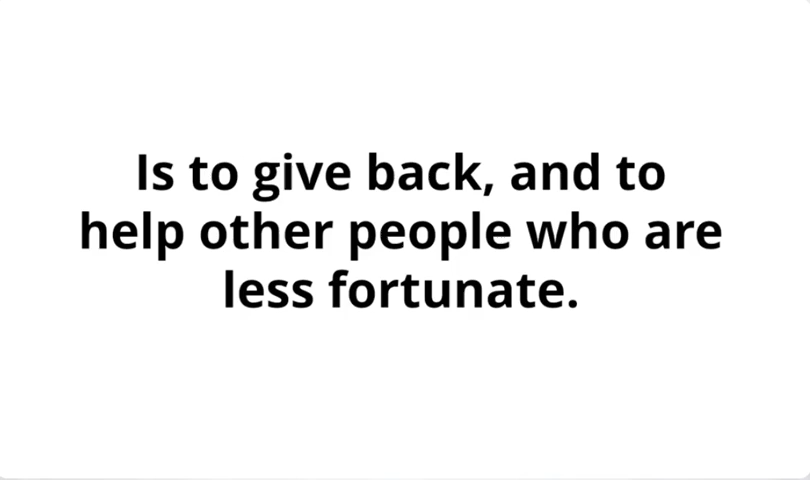 Is to give back, and to
help other people who are
less fortunate.